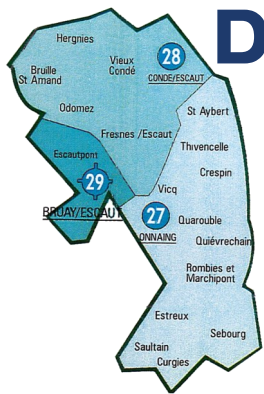 D
Hergnies
Vieux
Condé
28
CONDE/ESCAUT
Bruille
St Amand
Odomez
St Aybert
Fresnes /Escaut
Thivencelle
Escautpont
Crespin
29
Vicq
BRUAY/ESCAUT
27
ONNAING
Quarouble
Quiévrechain
Rombies et
Marchipont
Estreux
Sebourg
Saultain
Curgies